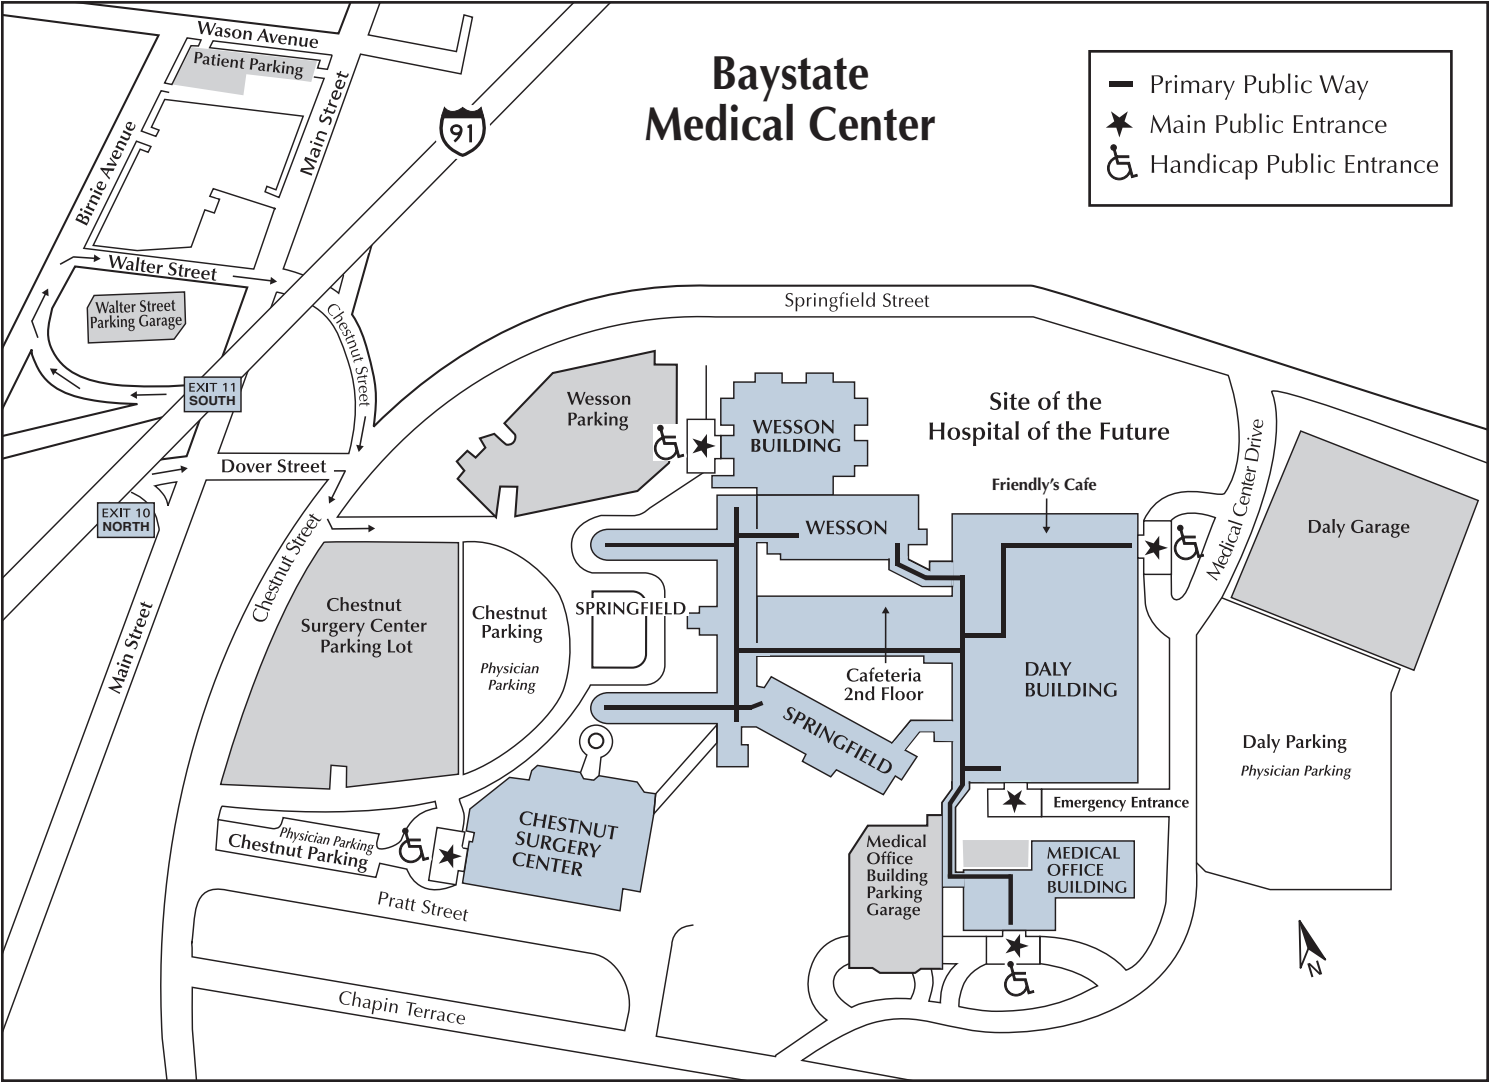 Baystate
Medical Center
Primary Public Way
Main Public Entrance
Handicap Public Entrance
Wason Avenue
Patient Parking
Main Street
Birnie Avenue
91
Walter Street
Walter Street
Parking Garage
Chestnut Street
Springfield Street
EXIT 11
SOUTH
Dover Street
EXIT 10
NORTH
Wesson
Parking
WESSON
BUILDING
Site of the
Hospital of the Future
Medical Center Drive
Friendly's Cafe
Daly Garage
WESSON
Chestnut Street
Main Street
Chestnut
Surgery Center
Parking Lot
Chestnut
Parking
Physician
Parking
SPRINGFIELD
Cafeteria
2nd Floor
DALY
BUILDING
SPRINGFIELD
Daly Parking
Physician Parking
Emergency Entrance
CHESTNUT
SURGERY
CENTER
Physician Parking
Chestnut Parking
Medical
Office
Building
Parking
Garage
MEDICAL
OFFICE
BUILDING
Pratt Street
Chapin Terrace
N